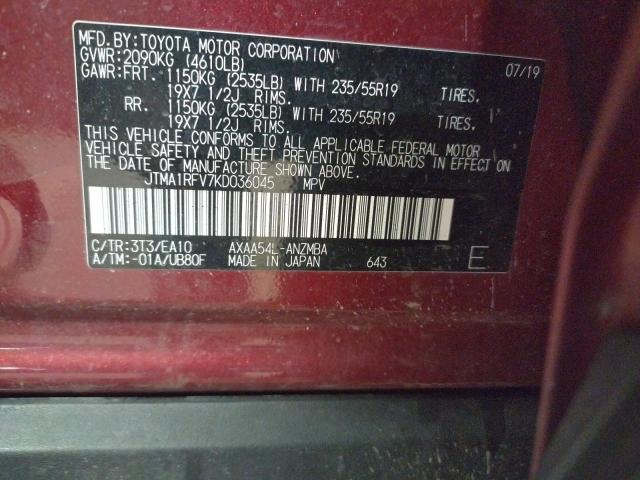 MFD.BY:TOYOTA MOTOR CORPORATION 07/19
GVWR:2090KG (4610LB)
GAWR:FRT. 1150KG (2535LB) WITH 235/55R19 TIRES,
19X7 1/2J RIMS.
RR. 1150KG (2535LB) WITH 235/55R19 TIRES,
19X7 1/2J RIMS.
THIS VEHICLE CONFORMS TO ALL APPLICABLE FEDERAL MOTOR
VEHICLE SAFETY AND THEFT PREVENTION STANDARDS IN EFFECT ON
THE DATE OF MANUFACTURE SHOWN ABOVE.
JTMA1RFV7KD036045 MPV
C/TR:3T3/EA10 AXAA54L-ANZMBA
A/TM:-01A/UB80F MADE IN JAPAN 643 E